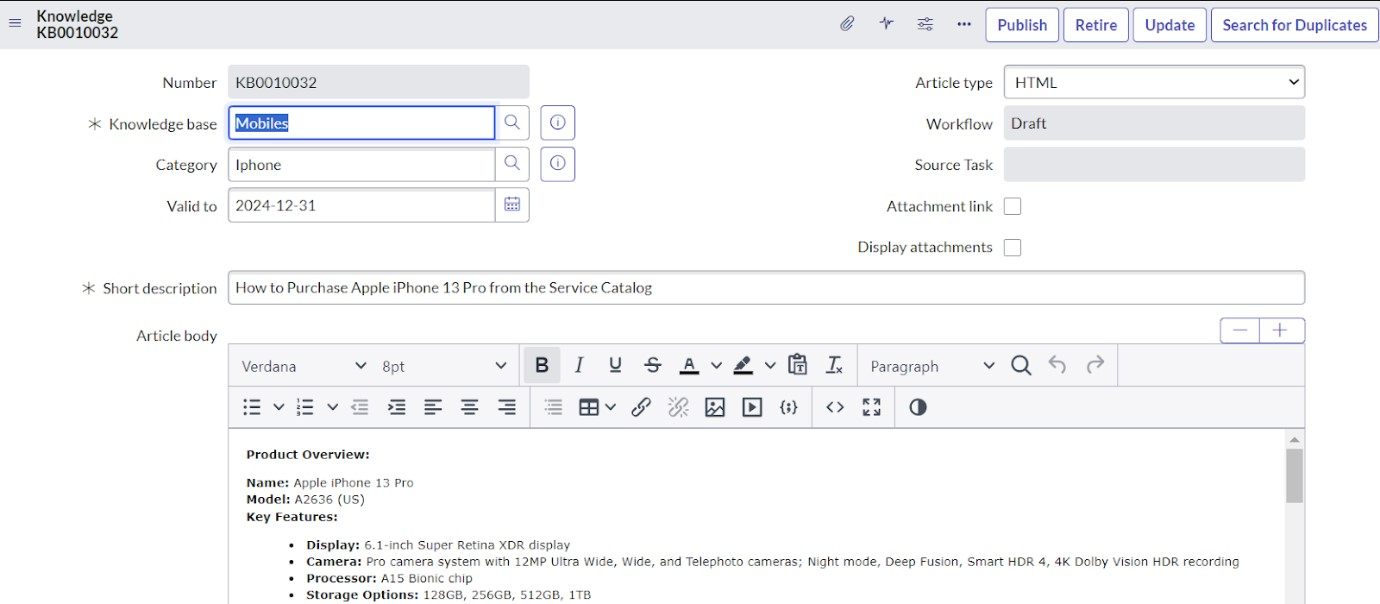 Knowledge
KB0010032
Publish Retire Update Search for Duplicates
Number KB0010032 Article type HTML
Knowledge base Mobiles Workflow Draft
Category Iphone Source Task
Valid to 2024-12-31 Attachment link
Display attachments
Short description How to Purchase Apple iPhone 13 Pro from the Service Catalog
Article body
Verdana 8pt B I U S A Paragraph
Product Overview:
Name: Apple iPhone 13 Pro
Model: A2636 (US)
Key Features:
• Display: 6.1-inch Super Retina XDR display
• Camera: Pro camera system with 12MP Ultra Wide, Wide, and Telephoto cameras; Night mode, Deep Fusion, Smart HDR 4, 4K Dolby Vision HDR recording
• Processor: A15 Bionic chip
• Storage Options: 128GB, 256GB, 512GB, 1TB